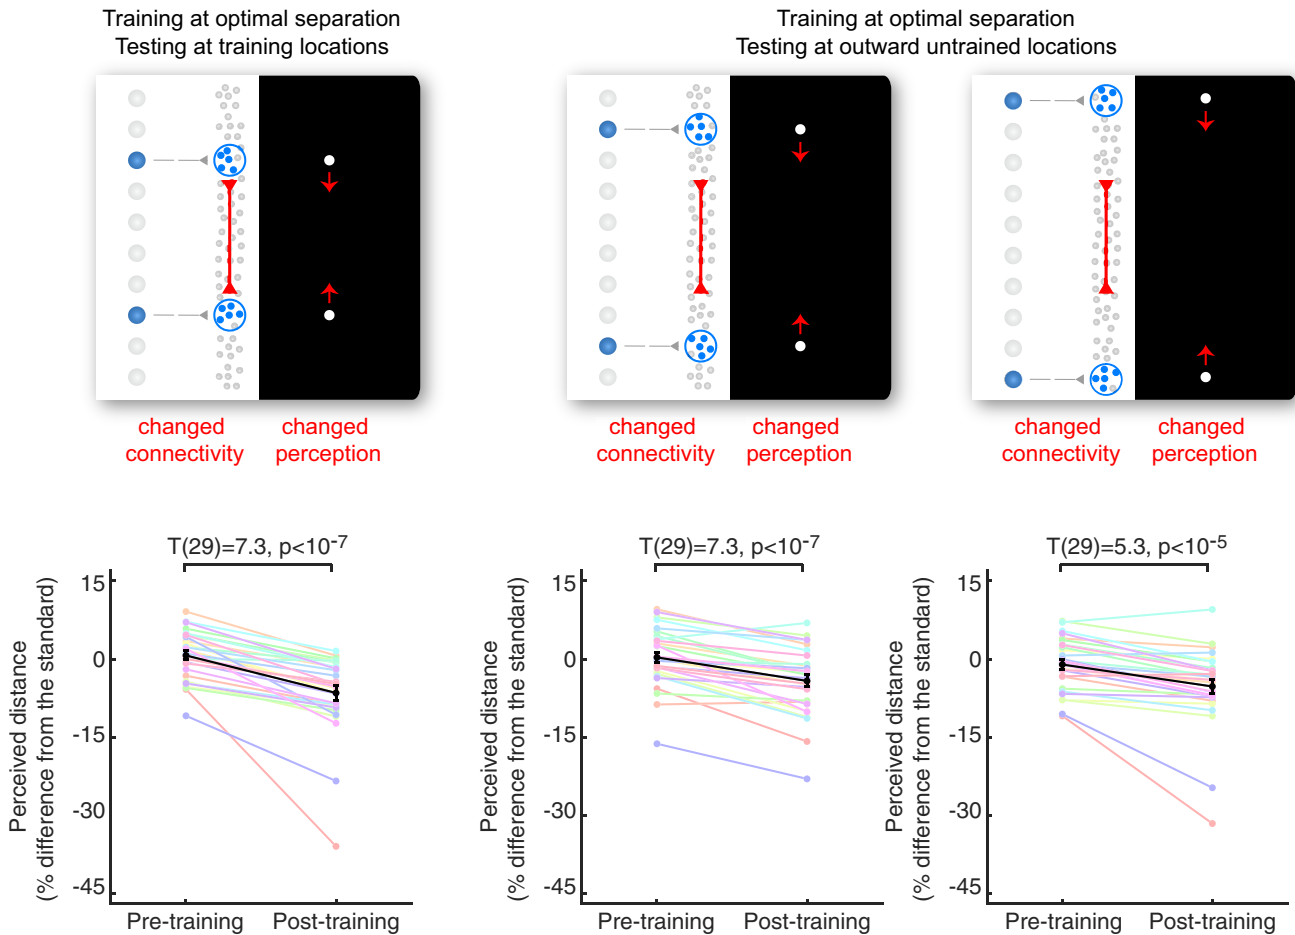 Training at optimal separation
Testing at training locations
Training at optimal separation
Testing at outward untrained locations
changed
connectivity
changed
perception
changed
connectivity
changed
perception
changed
connectivity
changed
perception
T(29)=7.3, p<10-7
Perceived distance
(% difference from the standard)
15
0
-15
-30
-45
Pre-training
Post-training
T(29)=7.3, p<10-7
Perceived distance
(% difference from the standard)
15
0
-15
-30
-45
Pre-training
Post-training
T(29)=5.3, p<10-5
Perceived distance
(% difference from the standard)
15
0
-15
-30
-45
Pre-training
Post-training